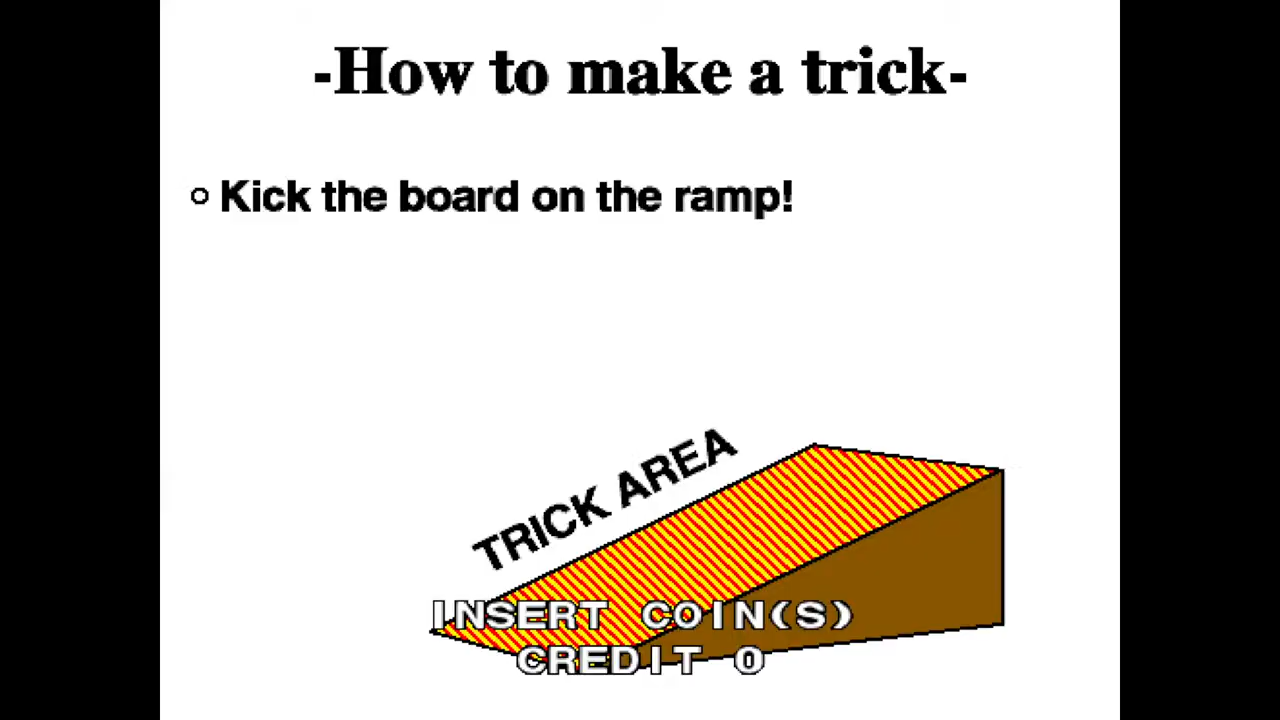 -How to make a trick-
Kick the board on the ramp!
TRICK AREA
INSERT COIN(S)
CREDIT 0